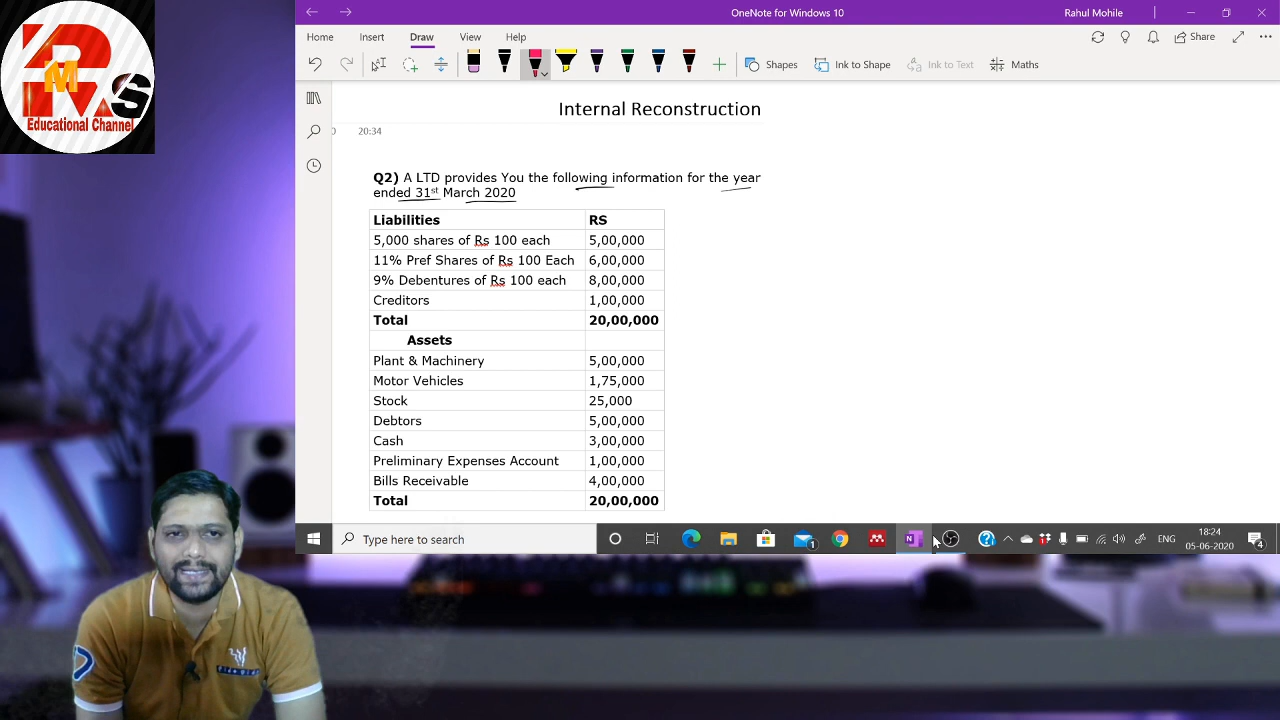 OneNote for Windows 10
Rahul Mohile
Home Insert Draw View Help
Share
Shapes Ink to Shape Ink to Text Maths
R M S
Educational Channel
Internal Reconstruction
20:34
Q2) A LTD provides You the following information for the year
ended 31st March 2020
Liabilities RS
5,000 shares of Rs 100 each 5,00,000
11% Pref Shares of Rs 100 Each 6,00,000
9% Debentures of Rs 100 each 8,00,000
Creditors 1,00,000
Total 20,00,000
Assets
Plant & Machinery 5,00,000
Motor Vehicles 1,75,000
Stock 25,000
Debtors 5,00,000
Cash 3,00,000
Preliminary Expenses Account 1,00,000
Bills Receivable 4,00,000
Total 20,00,000
Type here to search
1
ENG
18:24
05-06-2020
4